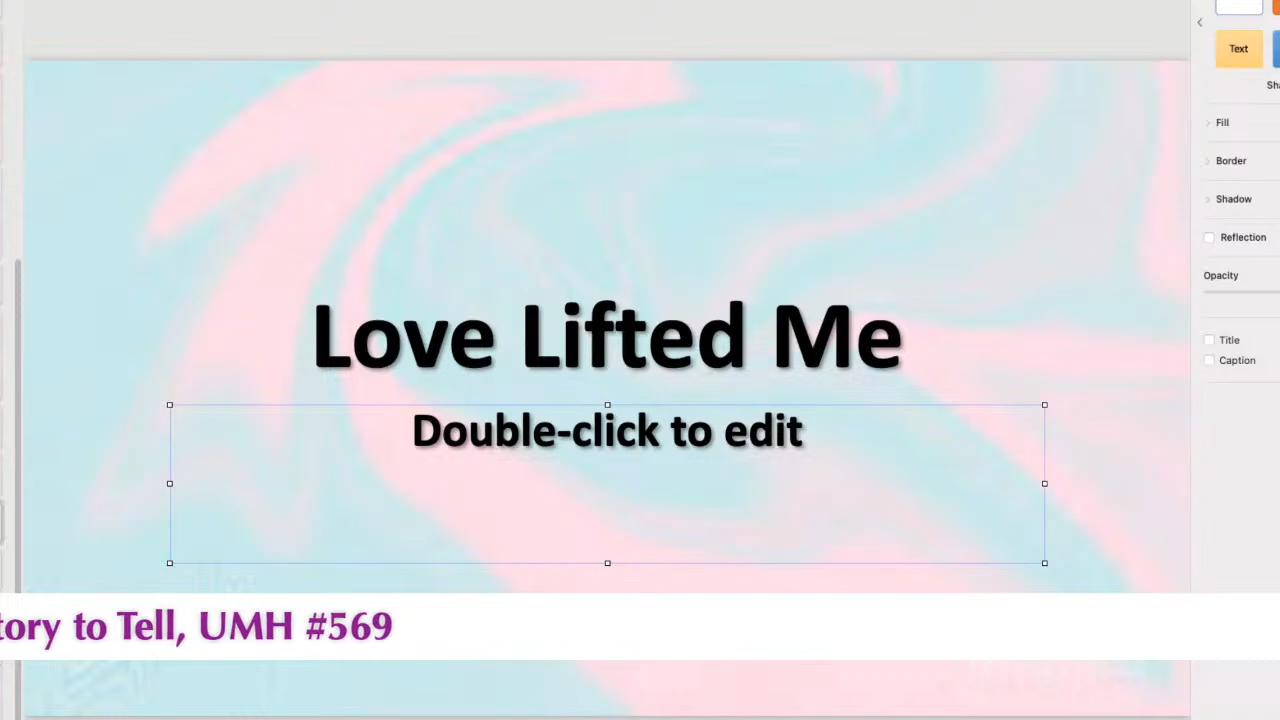 Text
Fill
Border
Shadow
Reflection
Opacity
Title
Caption
Love Lifted Me
Double-click to edit
to Tell, UMH #569